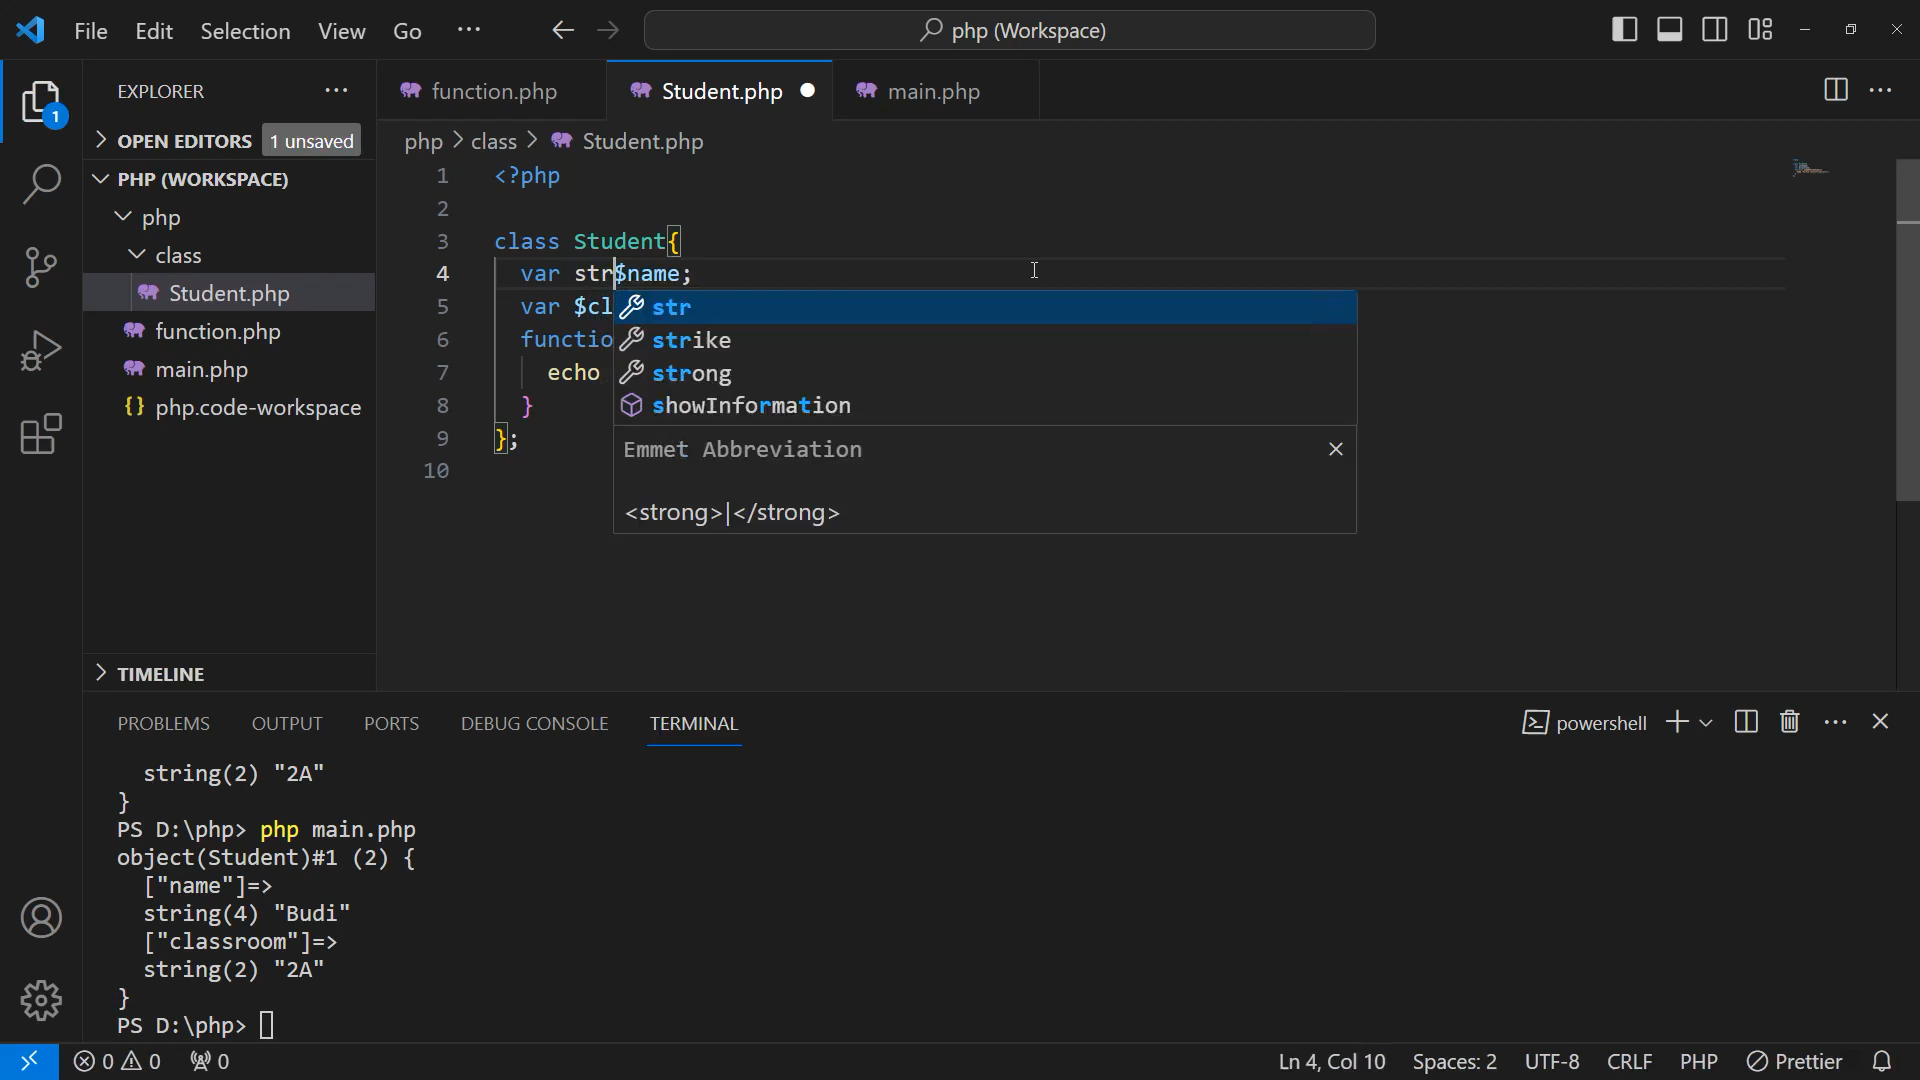 File Edit Selection View Go ··· php (Workspace)
EXPLORER ···
OPEN EDITORS 1 unsaved
PHP (WORKSPACE)
php
class
Student.php
function.php
main.php
{} php.code-workspace
TIMELINE
1
function.php Student.php main.php
php > class > Student.php
1 <?php
2
3 class Student{
4 var str$name;
5 var $cl
6 functio
7 echo
8 }
9 };
10
str
strike
strong
showInformation
Emmet Abbreviation
<strong>|</strong>
PROBLEMS OUTPUT PORTS DEBUG CONSOLE TERMINAL powershell
string(2) "2A"
}
PS D:\php> php main.php
object(Student)#1 (2) {
["name"]=>
string(4) "Budi"
["classroom"]=>
string(2) "2A"
}
PS D:\php>
0 0 0 Ln 4, Col 10 Spaces: 2 UTF-8 CRLF PHP Prettier